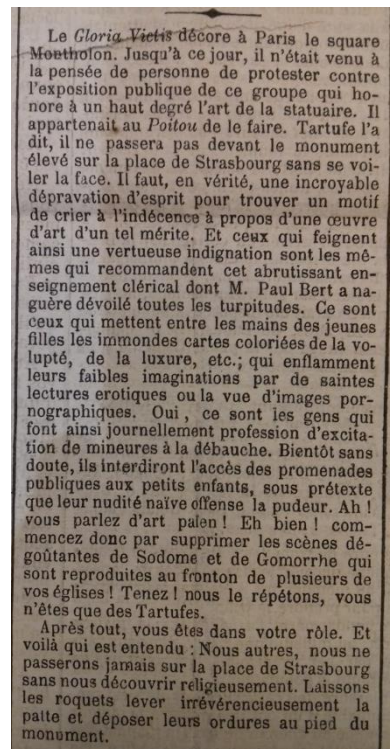 Le Gloria Victis décore à Paris le square
Montholon. Jusqu'à ce jour, il n'était venu à
la pensée de personne de protester contre
l'exposition publique de ce groupe qui ho-
nore à un haut degré l'art de la statuaire. Il
appartenait au Poitou de le faire. Tartufe l'a
dit, il ne passera pas devant le monument
élevé sur la place de Strasbourg sans se voi-
ler la face. Il faut, en vérité, une incroyable
dépravation d'esprit pour trouver un motif
de crier à l'indécence à propos d'une œuvre
d'art d'un tel mérite. Et ceux qui feignent
ainsi une vertueuse indignation sont les mê-
mes qui recommandent cet abrutissant en-
seignement clérical dont M. Paul Bert a na-
guère dévoilé toutes les turpitudes. Ce sont
ceux qui mettent entre les mains des jeunes
filles les immondes cartes coloriées de la vo-
lupté, de la luxure, etc.; qui enflamment
leurs faibles imaginations par de saintes
lectures erotiques ou la vue d'images por-
nographiques. Oui, ce sont les gens qui
font ainsi journellement profession d'excita-
tion de mineures à la débauche. Bientôt sans
doute, ils interdiront l'accès des promenades
publiques aux petits enfants, sous prétexte
que leur nudité naïve offense la pudeur. Ah !
vous parlez d'art païen ! Eh bien ! com-
mencez donc par supprimer les scènes dé-
goûtantes de Sodome et de Gomorrhe qui
sont reproduites au fronton de plusieurs de
vos églises ! Tenez ! nous le répétons, vous
n'êtes que des Tartufes.
Après tout, vous êtes dans votre rôle. Et
voilà qui est entendu : Nous autres, nous ne
passerons jamais sur la place de Strasbourg
sans nous découvrir religieusement. Laissons
les roquets lever irrévérencieusement la
patte et déposer leurs ordures au pied du
monument.